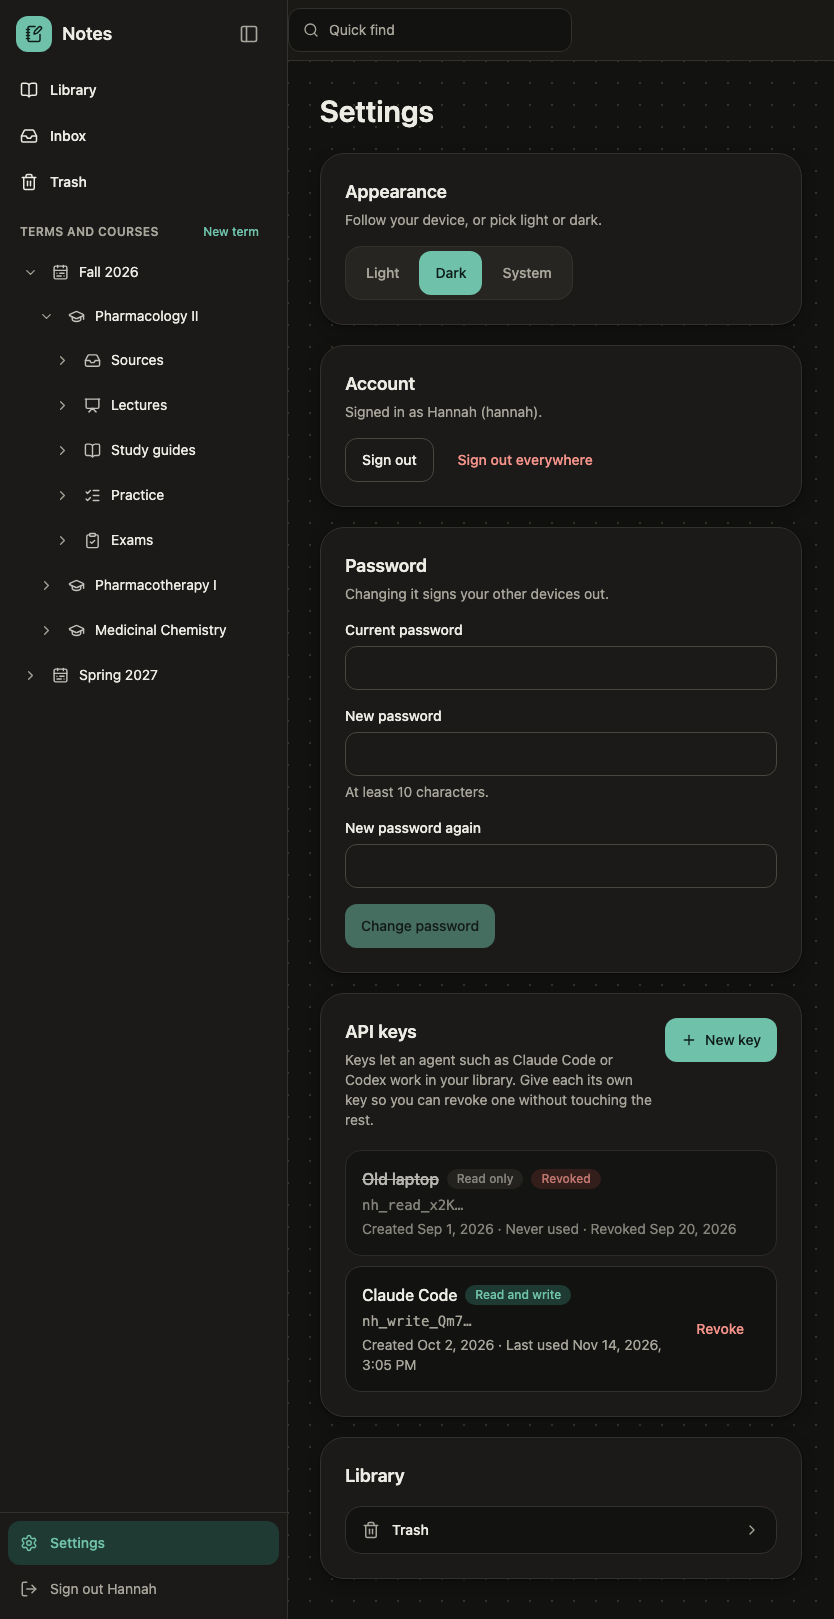 Notes
Library
Inbox
Trash
TERMS AND COURSES
New term
Fall 2026
Pharmacology II
Sources
Lectures
Study guides
Practice
Exams
Pharmacotherapy I
Medicinal Chemistry
Spring 2027
Settings
Sign out Hannah
Quick find
Settings
Appearance
Follow your device, or pick light or dark.
Light
Dark
System
Account
Signed in as Hannah (hannah).
Sign out
Sign out everywhere
Password
Changing it signs your other devices out.
Current password
New password
At least 10 characters.
New password again
Change password
API keys
Keys let an agent such as Claude Code or
Codex work in your library. Give each its own
key so you can revoke one without touching the
rest.
New key
Old laptop
Read only
Revoked
nh_read_x2K…
Created Sep 1, 2026 · Never used · Revoked Sep 20, 2026
Claude Code
Read and write
nh_write_Qm7…
Created Oct 2, 2026 · Last used Nov 14, 2026,
3:05 PM
Revoke
Library
Trash